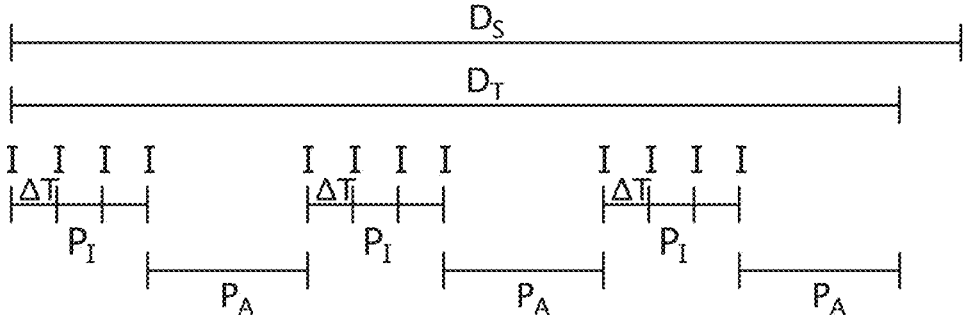 D_S
D_T
I I I I I I I I I I I I
ΔT ΔT ΔT
P_I P_I P_I
P_A P_A P_A